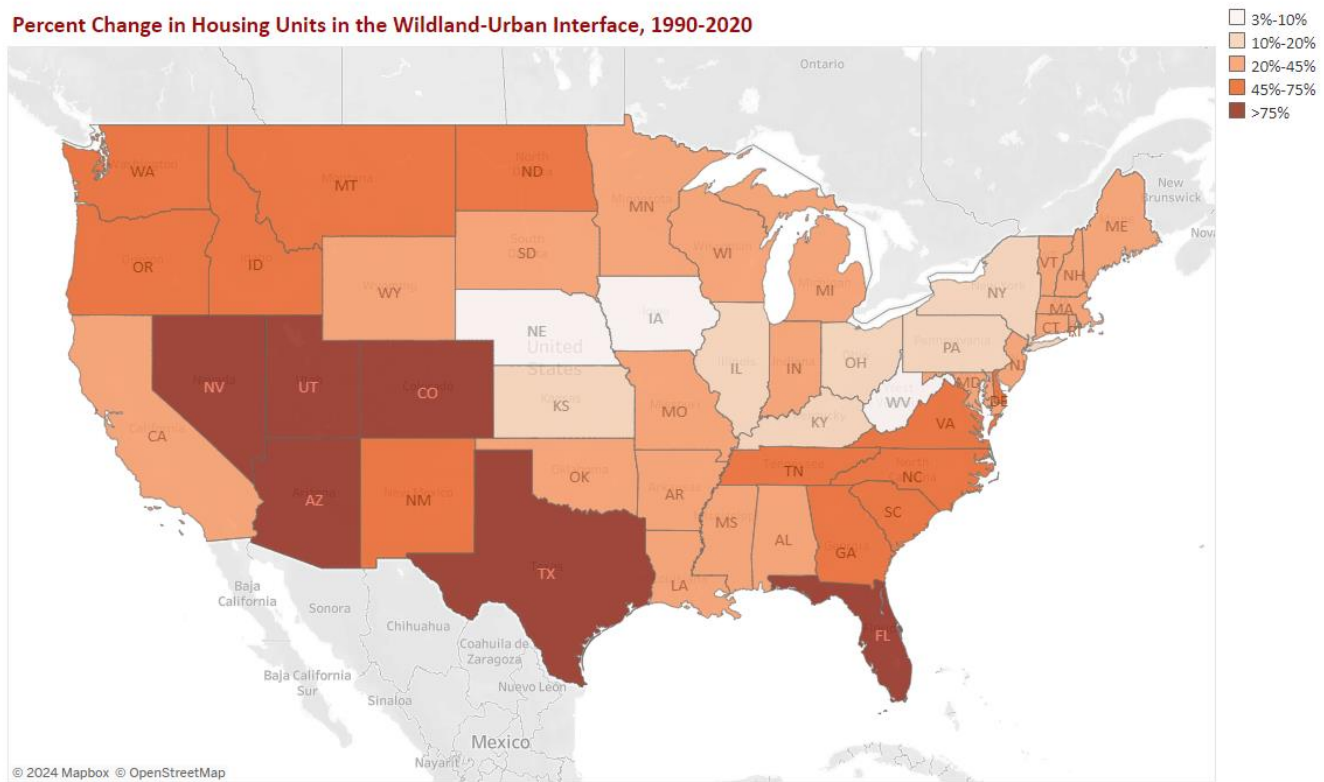 Percent Change in Housing Units in the Wildland-Urban Interface, 1990-2020
3%-10%
10%-20%
20%-45%
45%-75%
>75%
Ontario
New
Brunswick
WA
MT
North
ND
MN
ME
OR
ID
South
SD
WI
VT
NH
WY
MI
NY
MA
CT
RI
NE
United
States
IA
PA
NJ
NV
UT
CO
IL
IN
OH
MD
DE
WV
CA
KS
MO
KY
VA
AZ
NM
OK
AR
TN
NC
MS
AL
SC
GA
TX
LA
FL
Baja
California
Sonora
Chihuahua
Coahuila de
Zaragoza
Baja California
Sur
Sinaloa
Nuevo León
Mexico
Nayarit
© 2024 Mapbox © OpenStreetMap